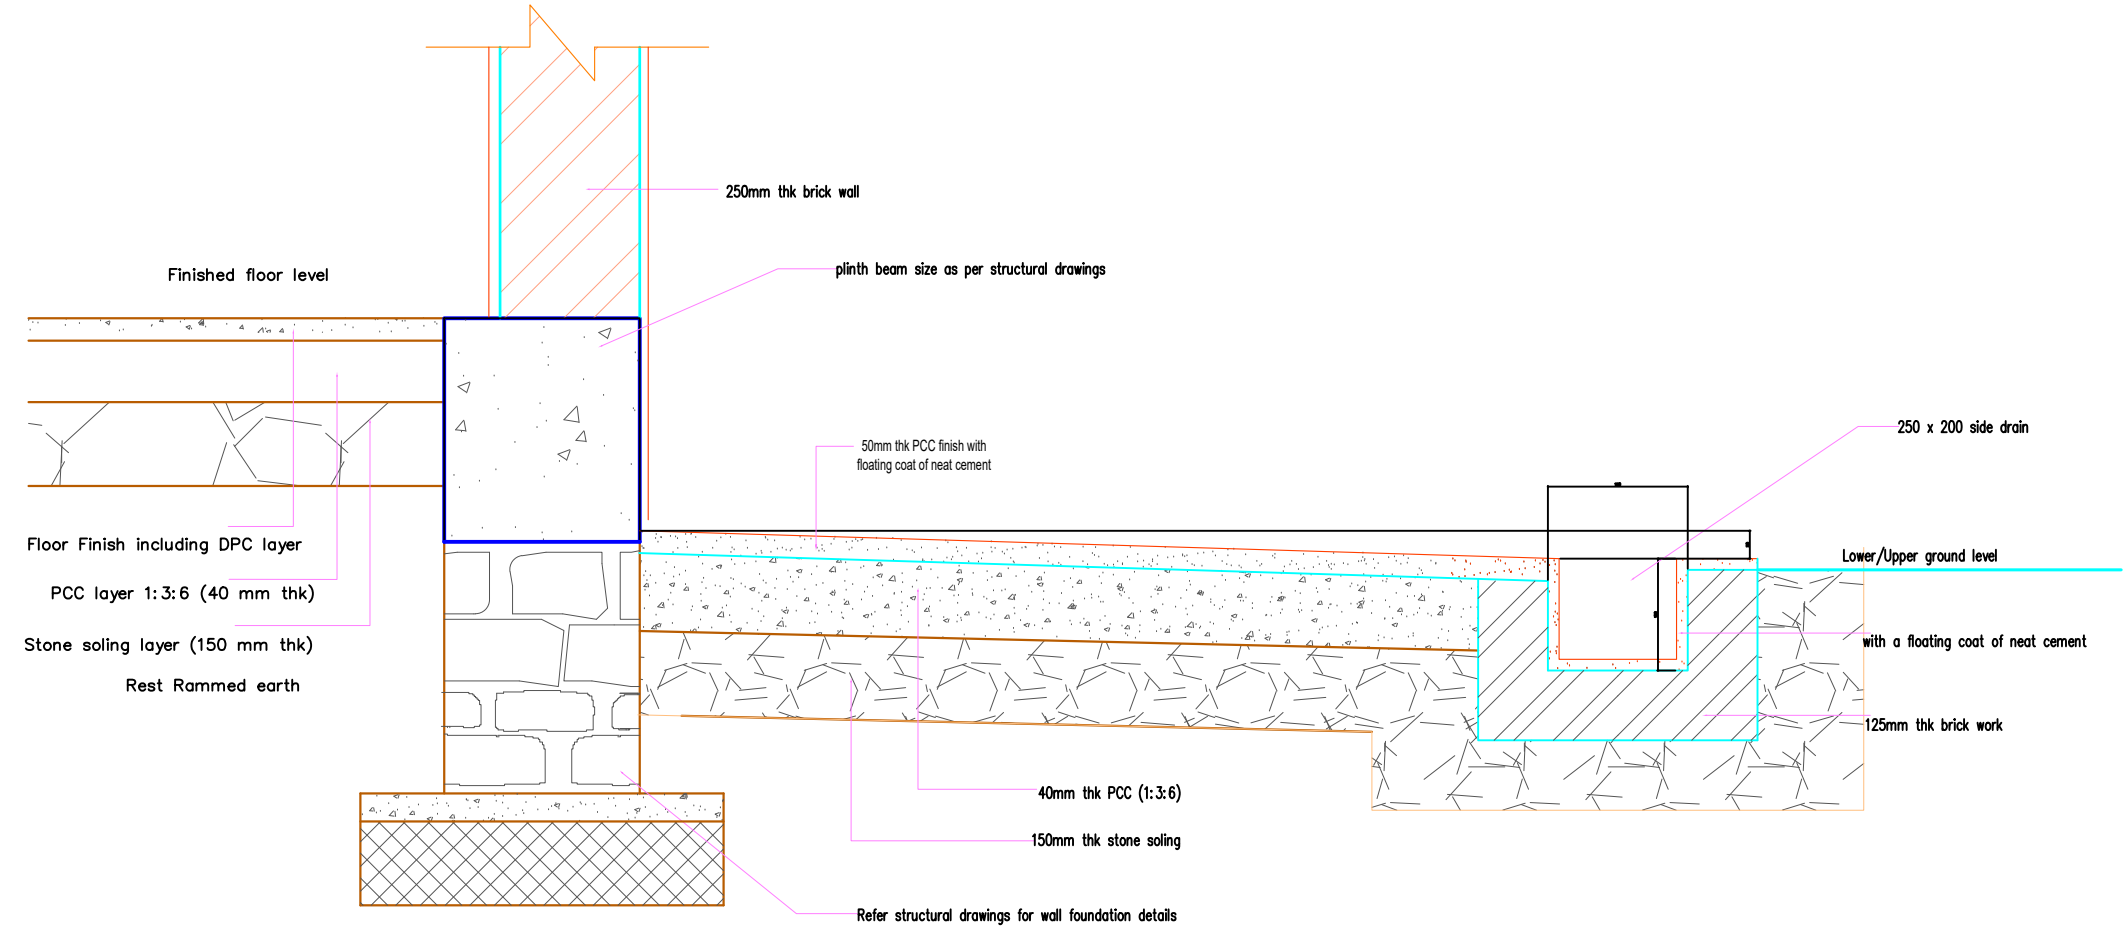 250mm thk brick wall
Finished floor level
plinth beam size as per structural drawings
250 x 200 side drain
50mm thk PCC finish with
floating coat of neat cement
Floor Finish including DPC layer
Lower/Upper ground level
PCC layer 1:3:6 (40 mm thk)
Stone soling layer (150 mm thk)
with a floating coat of neat cement
Rest Rammed earth
125mm thk brick work
40mm thk PCC (1:3:6)
150mm thk stone soling
Refer structural drawings for wall foundation details